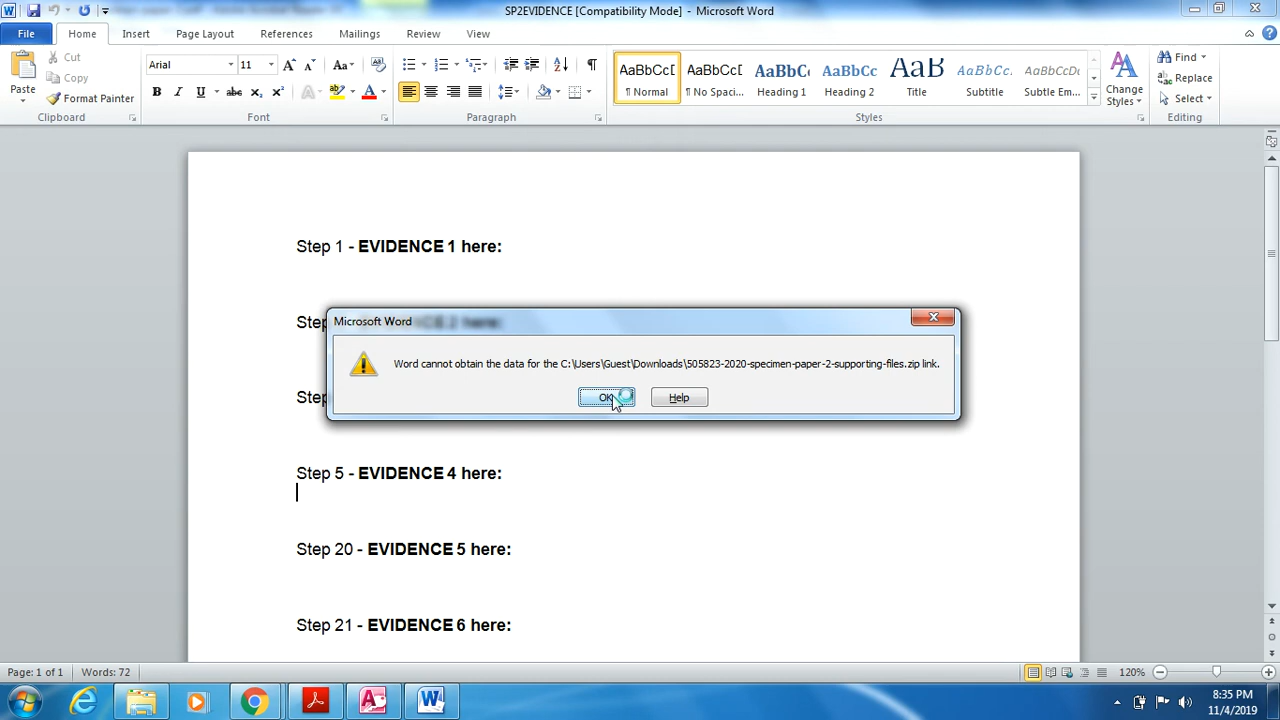 SP2EVIDENCE [Compatibility Mode] - Microsoft Word
File Home Insert Page Layout References Mailings Review View
Paste
Cut
Copy
Format Painter
Clipboard
Arial 11
Font
Paragraph
AaBbCcD AaBbCcD AaBbC AaBbCc AaB AaBbCc. AaBbCcDc
¶ Normal ¶ No Spaci... Heading 1 Heading 2 Title Subtitle Subtle Em...
Change
Styles
Styles
Find
Replace
Select
Editing
Step 1 - EVIDENCE 1 here:
Step
Microsoft Word
Word cannot obtain the data for the C:\Users\Guest\Downloads\505823-2020-specimen-paper-2-supporting-files.zip link.
OK Help
Step
Step 5 - EVIDENCE 4 here:
Step 20 - EVIDENCE 5 here:
Step 21 - EVIDENCE 6 here:
Page: 1 of 1 Words: 72 120%
8:35 PM
11/4/2019